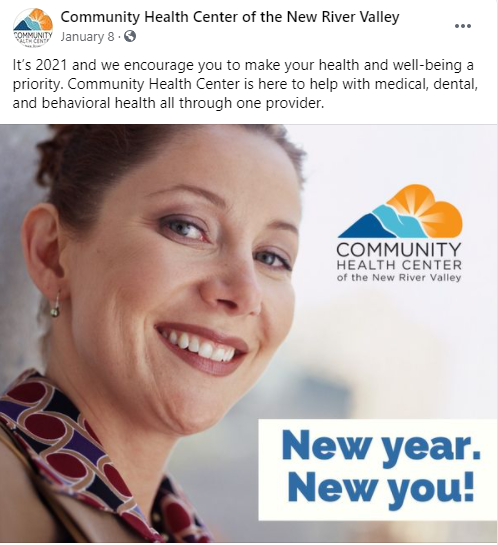 Community Health Center of the New River Valley
January 8 ·
It's 2021 and we encourage you to make your health and well-being a
priority. Community Health Center is here to help with medical, dental,
and behavioral health all through one provider.
COMMUNITY
HEALTH CENTER
of the New River Valley
New year.
New you!